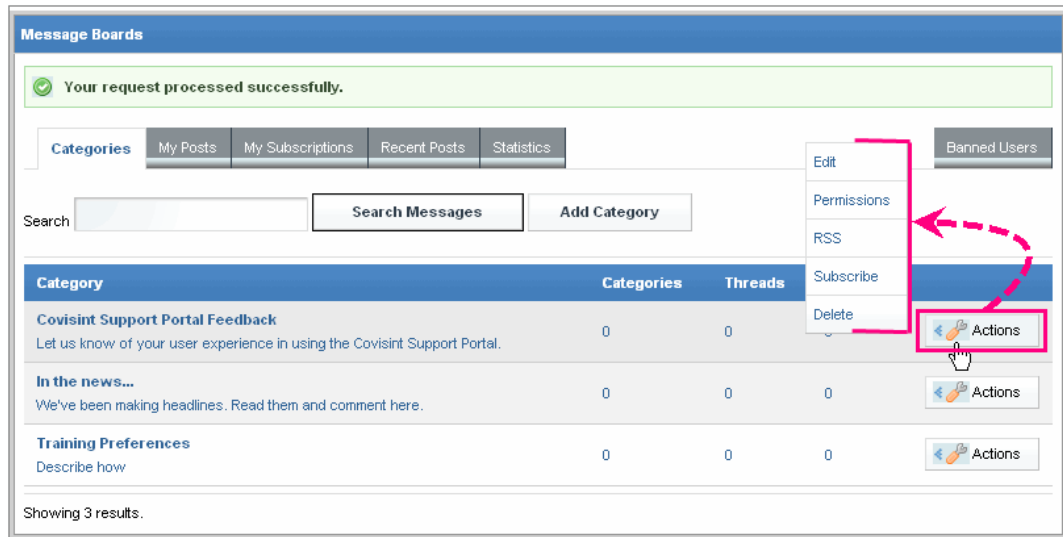 Message Boards
Your request processed successfully.
Categories My Posts My Subscriptions Recent Posts Statistics Banned Users
Edit
Permissions
RSS
Subscribe
Delete
Search Search Messages Add Category
Category Categories Threads
Covisint Support Portal Feedback
Let us know of your user experience in using the Covisint Support Portal.
0 0 Actions
In the news...
We've been making headlines. Read them and comment here.
0 0 0 Actions
Training Preferences
Describe how
0 0 0 Actions
Showing 3 results.